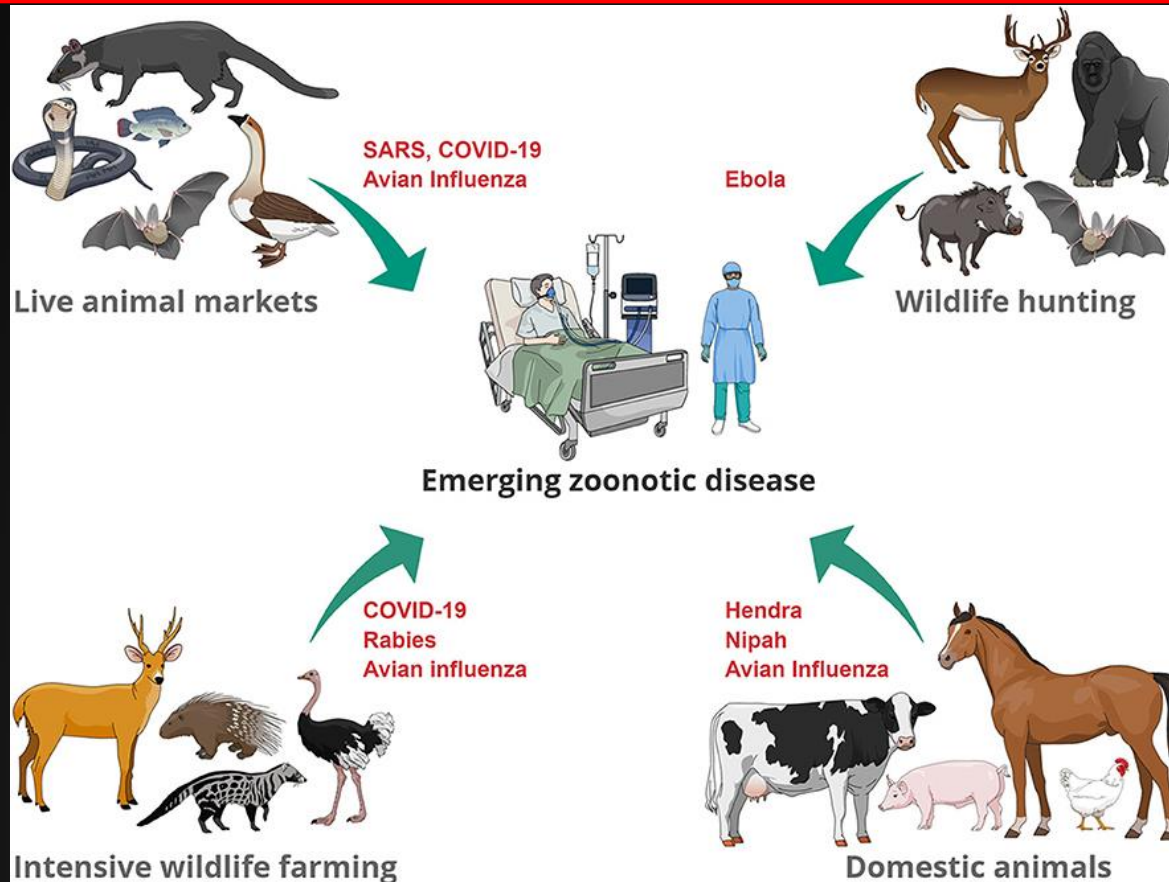 SARS, COVID-19
Avian Influenza
Live animal markets
Ebola
Wildlife hunting
Emerging zoonotic disease
COVID-19
Rabies
Avian influenza
Intensive wildlife farming
Hendra
Nipah
Avian Influenza
Domestic animals